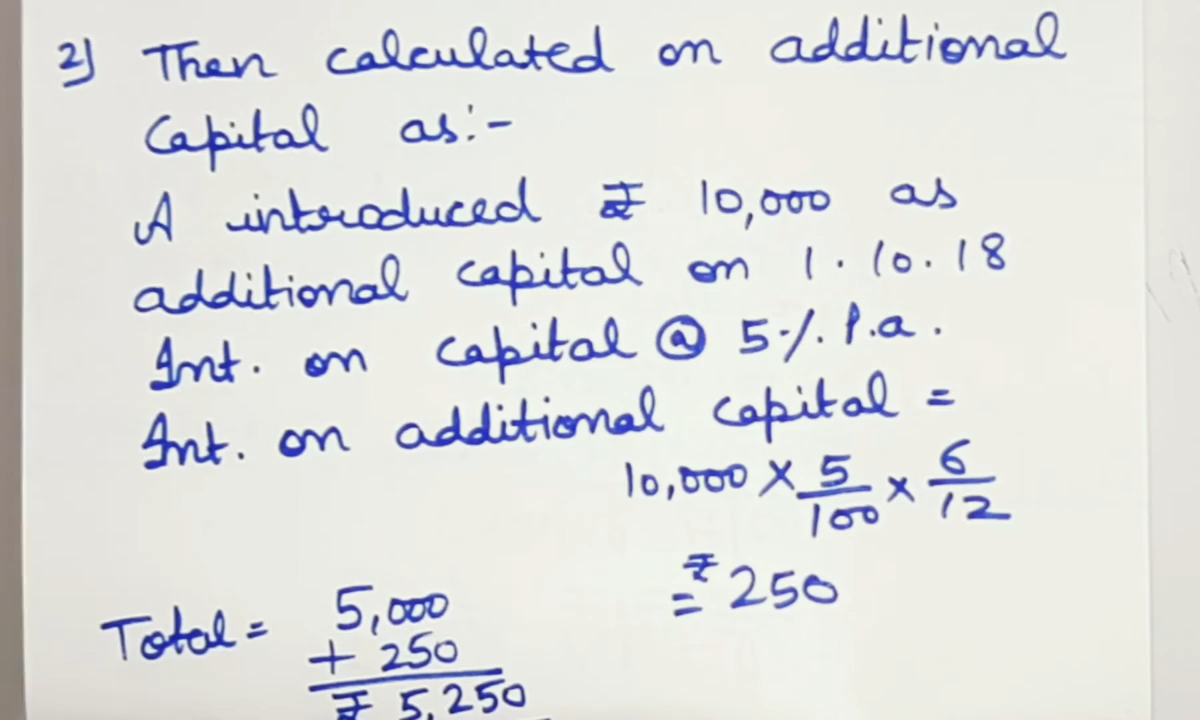 2) Then calculated on additional
Capital as:-
A introduced ₹ 10,000 as
additional capital on 1.10.18
Int. on capital @ 5% P.a.
Int. on additional capital =
10,000 × 5/100 × 6/12
= ₹ 250
Total = 5,000
+ 250
₹ 5,250